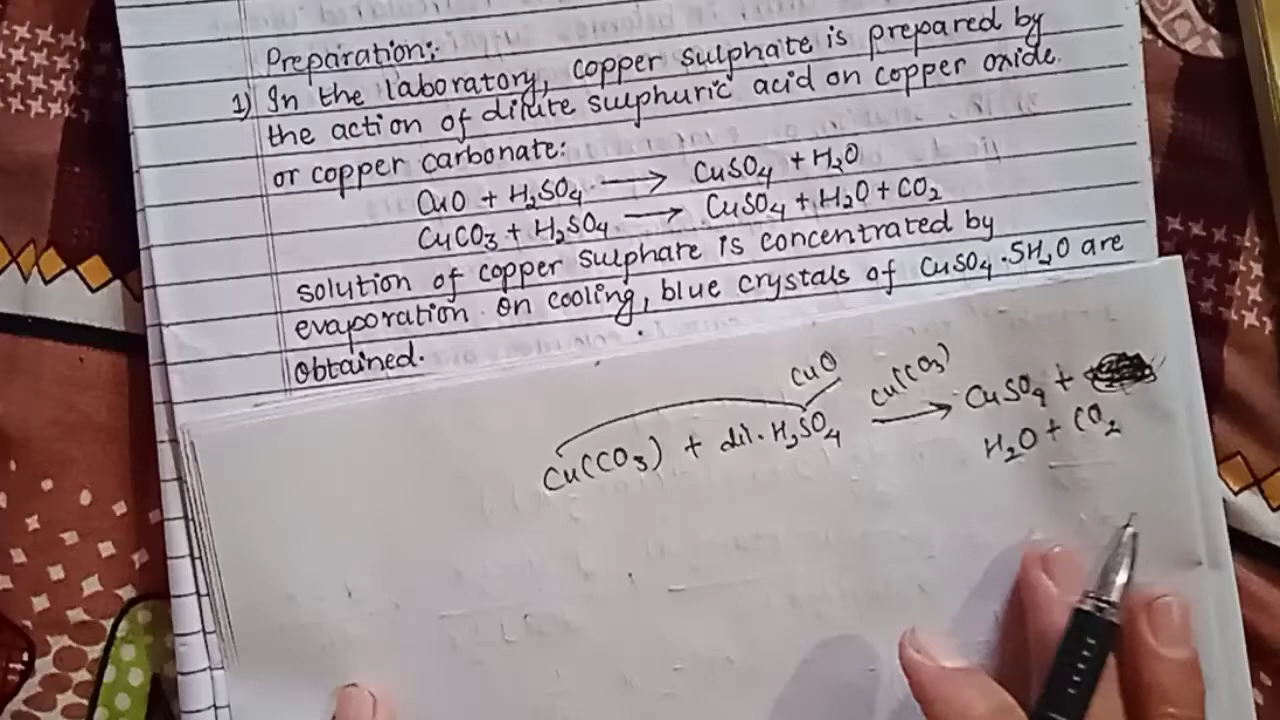 Preparation:-
1) In the laboratory, copper sulphate is prepared by
the action of dilute sulphuric acid on copper oxide.
or copper carbonate:
CuO + H₂SO₄ → CuSO₄ + H₂O
CuCO₃ + H₂SO₄ → CuSO₄ + H₂O + CO₂
solution of copper sulphate is concentrated by
evaporation. on cooling, blue crystals of CuSO₄.5H₂O are
obtained.
CuO
Cu(CO₃)
Cu(CO₃) + dil. H₂SO₄ → CuSO₄ +
H₂O + CO₂